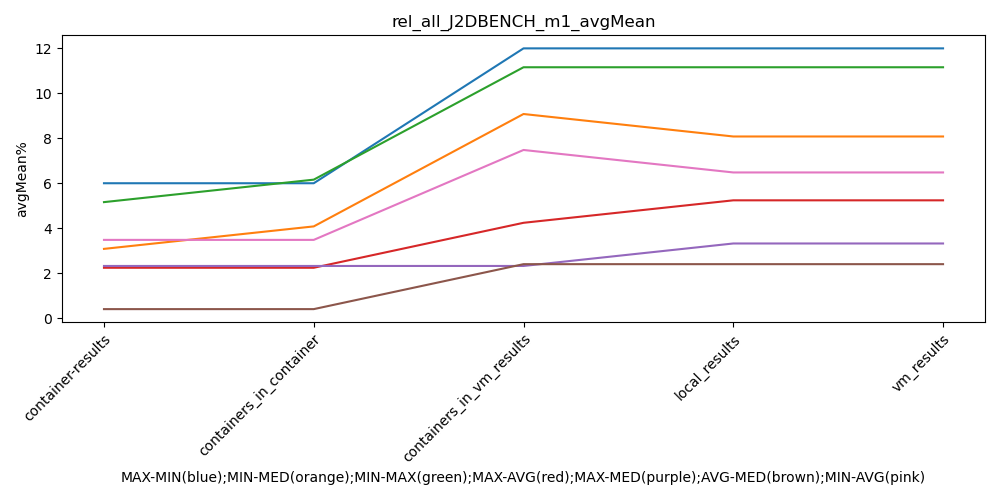 rel_all_J2DBENCH_m1_avgMean
avgMean%
12
10
8
6
4
2
0
container-results
containers_in_container
containers_in_vm_results
local_results
vm_results
MAX-MIN(blue);MIN-MED(orange);MIN-MAX(green);MAX-AVG(red);MAX-MED(purple);AVG-MED(brown);MIN-AVG(pink)